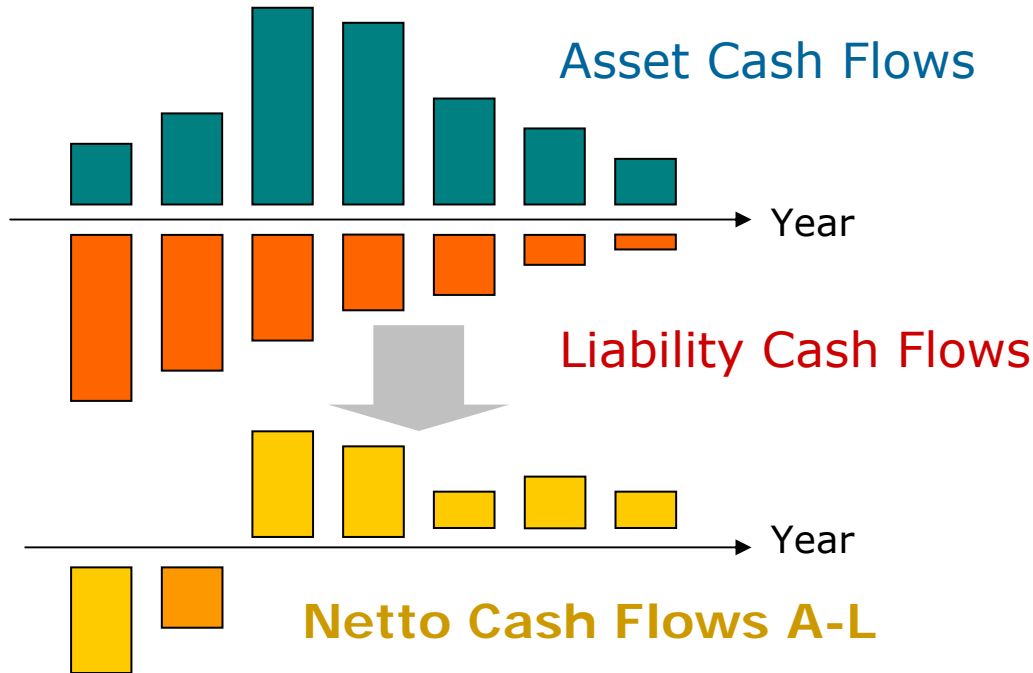 Asset Cash Flows
Year
Liability Cash Flows
Year
Netto Cash Flows A-L